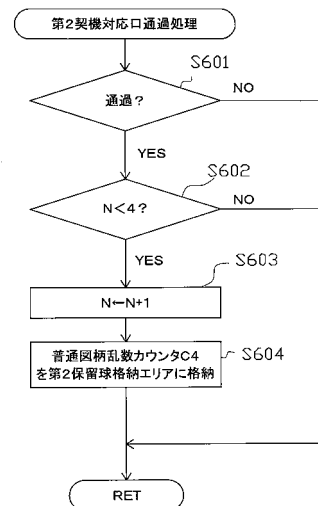 第2契機対応口通過処理
S601
通過?
NO
YES
S602
N<4?
NO
YES
S603
N←N+1
普通図柄乱数カウンタC4
を第2保留球格納エリアに格納
S604
RET